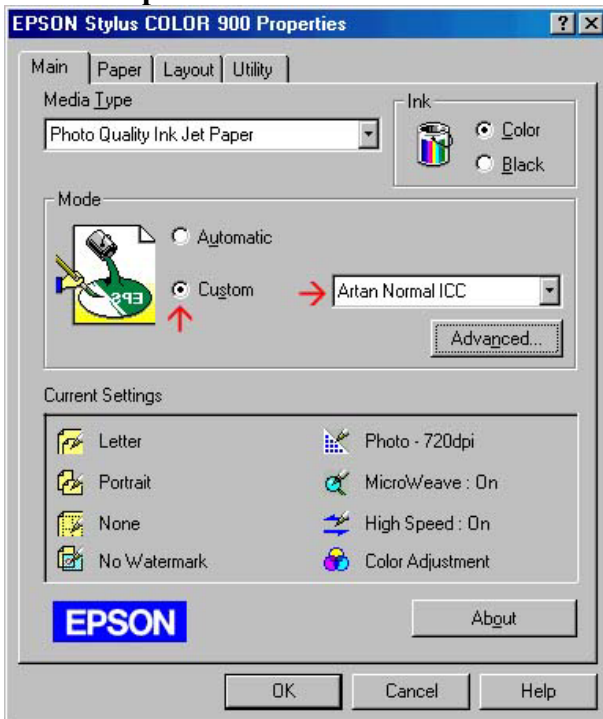 EPSON Stylus COLOR 900 Properties ? X
Main Paper Layout Utility
Media Type
Photo Quality Ink Jet Paper
Ink
Color
Black
Mode
Automatic
Custom
Artan Normal ICC
Advanced...
Current Settings
Letter
Photo - 720dpi
Portrait
MicroWeave : On
None
High Speed : On
No Watermark
Color Adjustment
EPSON
About
OK Cancel Help